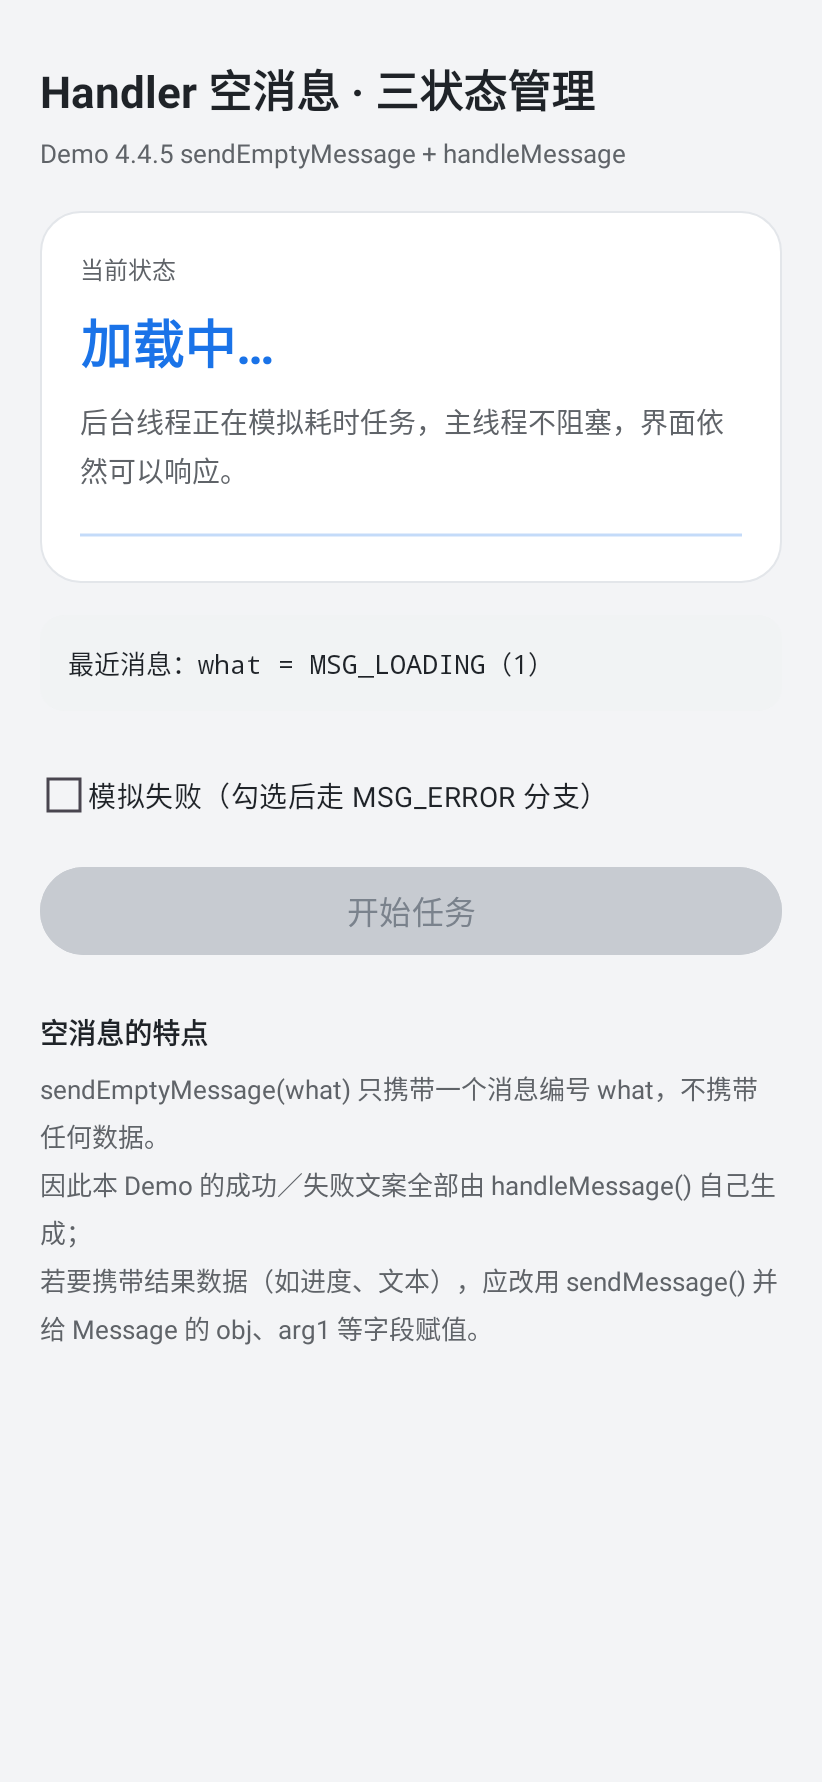 Handler 空消息 · 三状态管理
Demo 4.4.5 sendEmptyMessage + handleMessage
当前状态
加载中…
后台线程正在模拟耗时任务，主线程不阻塞，界面依
然可以响应。
最近消息：what = MSG_LOADING（1）
模拟失败（勾选后走 MSG_ERROR 分支）
开始任务
空消息的特点
sendEmptyMessage(what) 只携带一个消息编号 what，不携带
任何数据。
因此本 Demo 的成功／失败文案全部由 handleMessage() 自己生
成；
若要携带结果数据（如进度、文本），应改用 sendMessage() 并
给 Message 的 obj、arg1 等字段赋值。